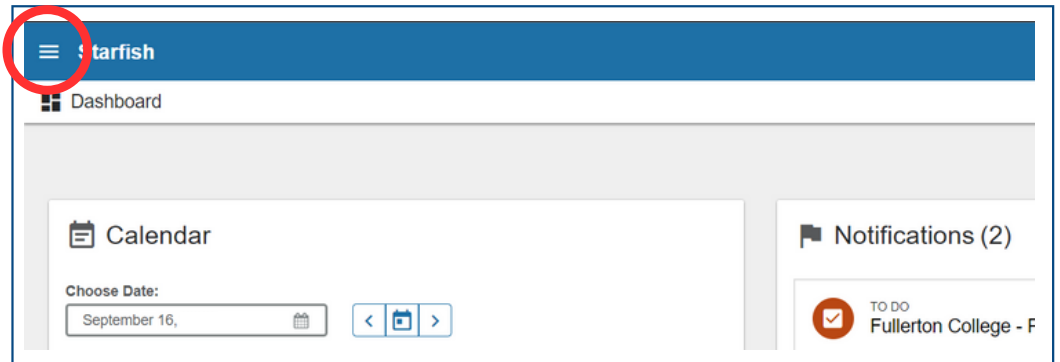 Starfish
Dashboard
Calendar
Choose Date:
September 16,
Notifications (2)
TO DO
Fullerton College - F